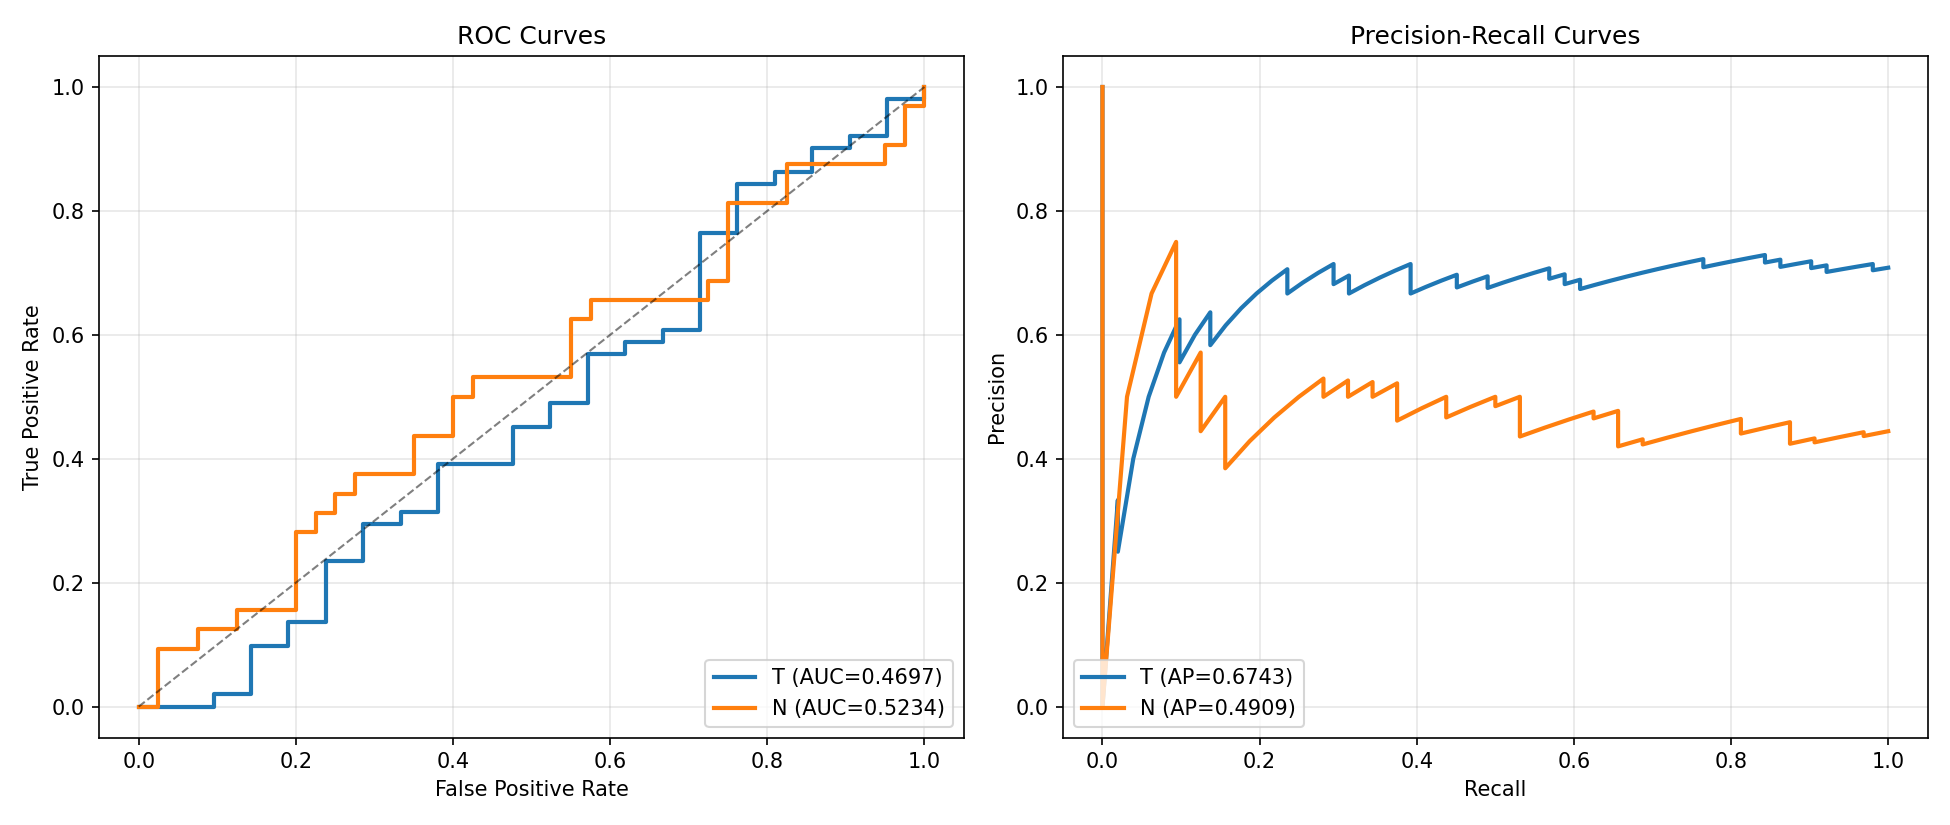 ROC Curves
True Positive Rate
1.0
0.8
0.6
0.4
0.2
0.0
0.0 0.2 0.4 0.6 0.8 1.0
False Positive Rate
T (AUC=0.4697)
N (AUC=0.5234)
Precision-Recall Curves
Precision
1.0
0.8
0.6
0.4
0.2
0.0
0.0 0.2 0.4 0.6 0.8 1.0
Recall
T (AP=0.6743)
N (AP=0.4909)